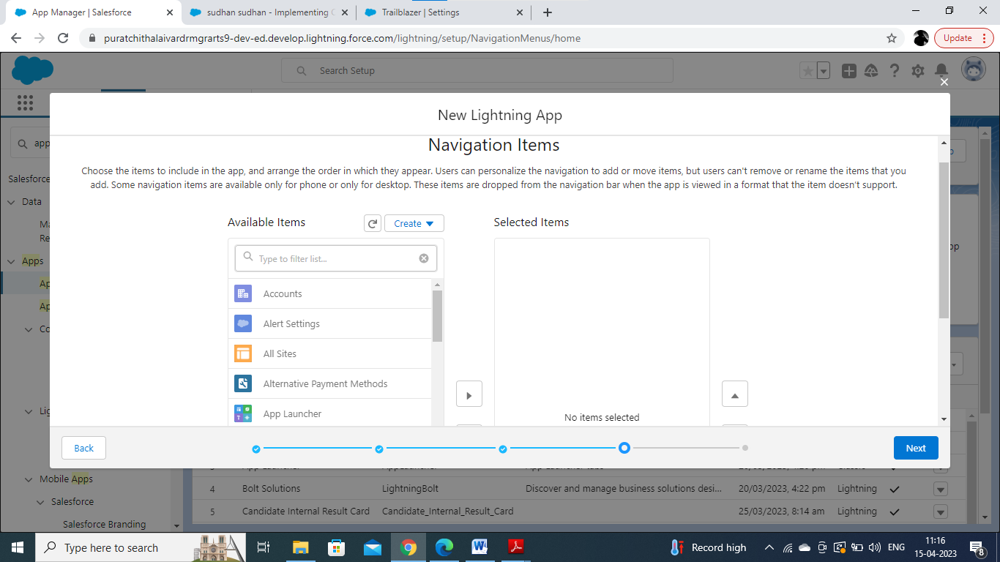 App Manager | Salesforce
sudhan sudhan - Implementing
Trailblazer | Settings
puratchithalaivardrmgrarts9-dev-ed.develop.lightning.force.com/lightning/setup/NavigationMenus/home
Update
Search Setup
New Lightning App
app
Navigation Items
Choose the items to include in the app, and arrange the order in which they appear. Users can personalize the navigation to add or move items, but users can't remove or rename the items that you
add. Some navigation items are available only for phone or only for desktop. These items are dropped from the navigation bar when the app is viewed in a format that the item doesn't support.
Salesforce
Data
Apps
Available Items
Create
Selected Items
Type to filter list...
Accounts
Alert Settings
All Sites
Alternative Payment Methods
App Launcher
No items selected
Back
Next
Mobile Apps
Salesforce
Salesforce Branding
4 Bolt Solutions LightningBolt Discover and manage business solutions desi... 20/03/2023, 4:22 pm Lightning
5 Candidate Internal Result Card Candidate_Internal_Result_Card 25/03/2023, 8:14 am Lightning
Type here to search
Record high
ENG
11:16
15-04-2023
8